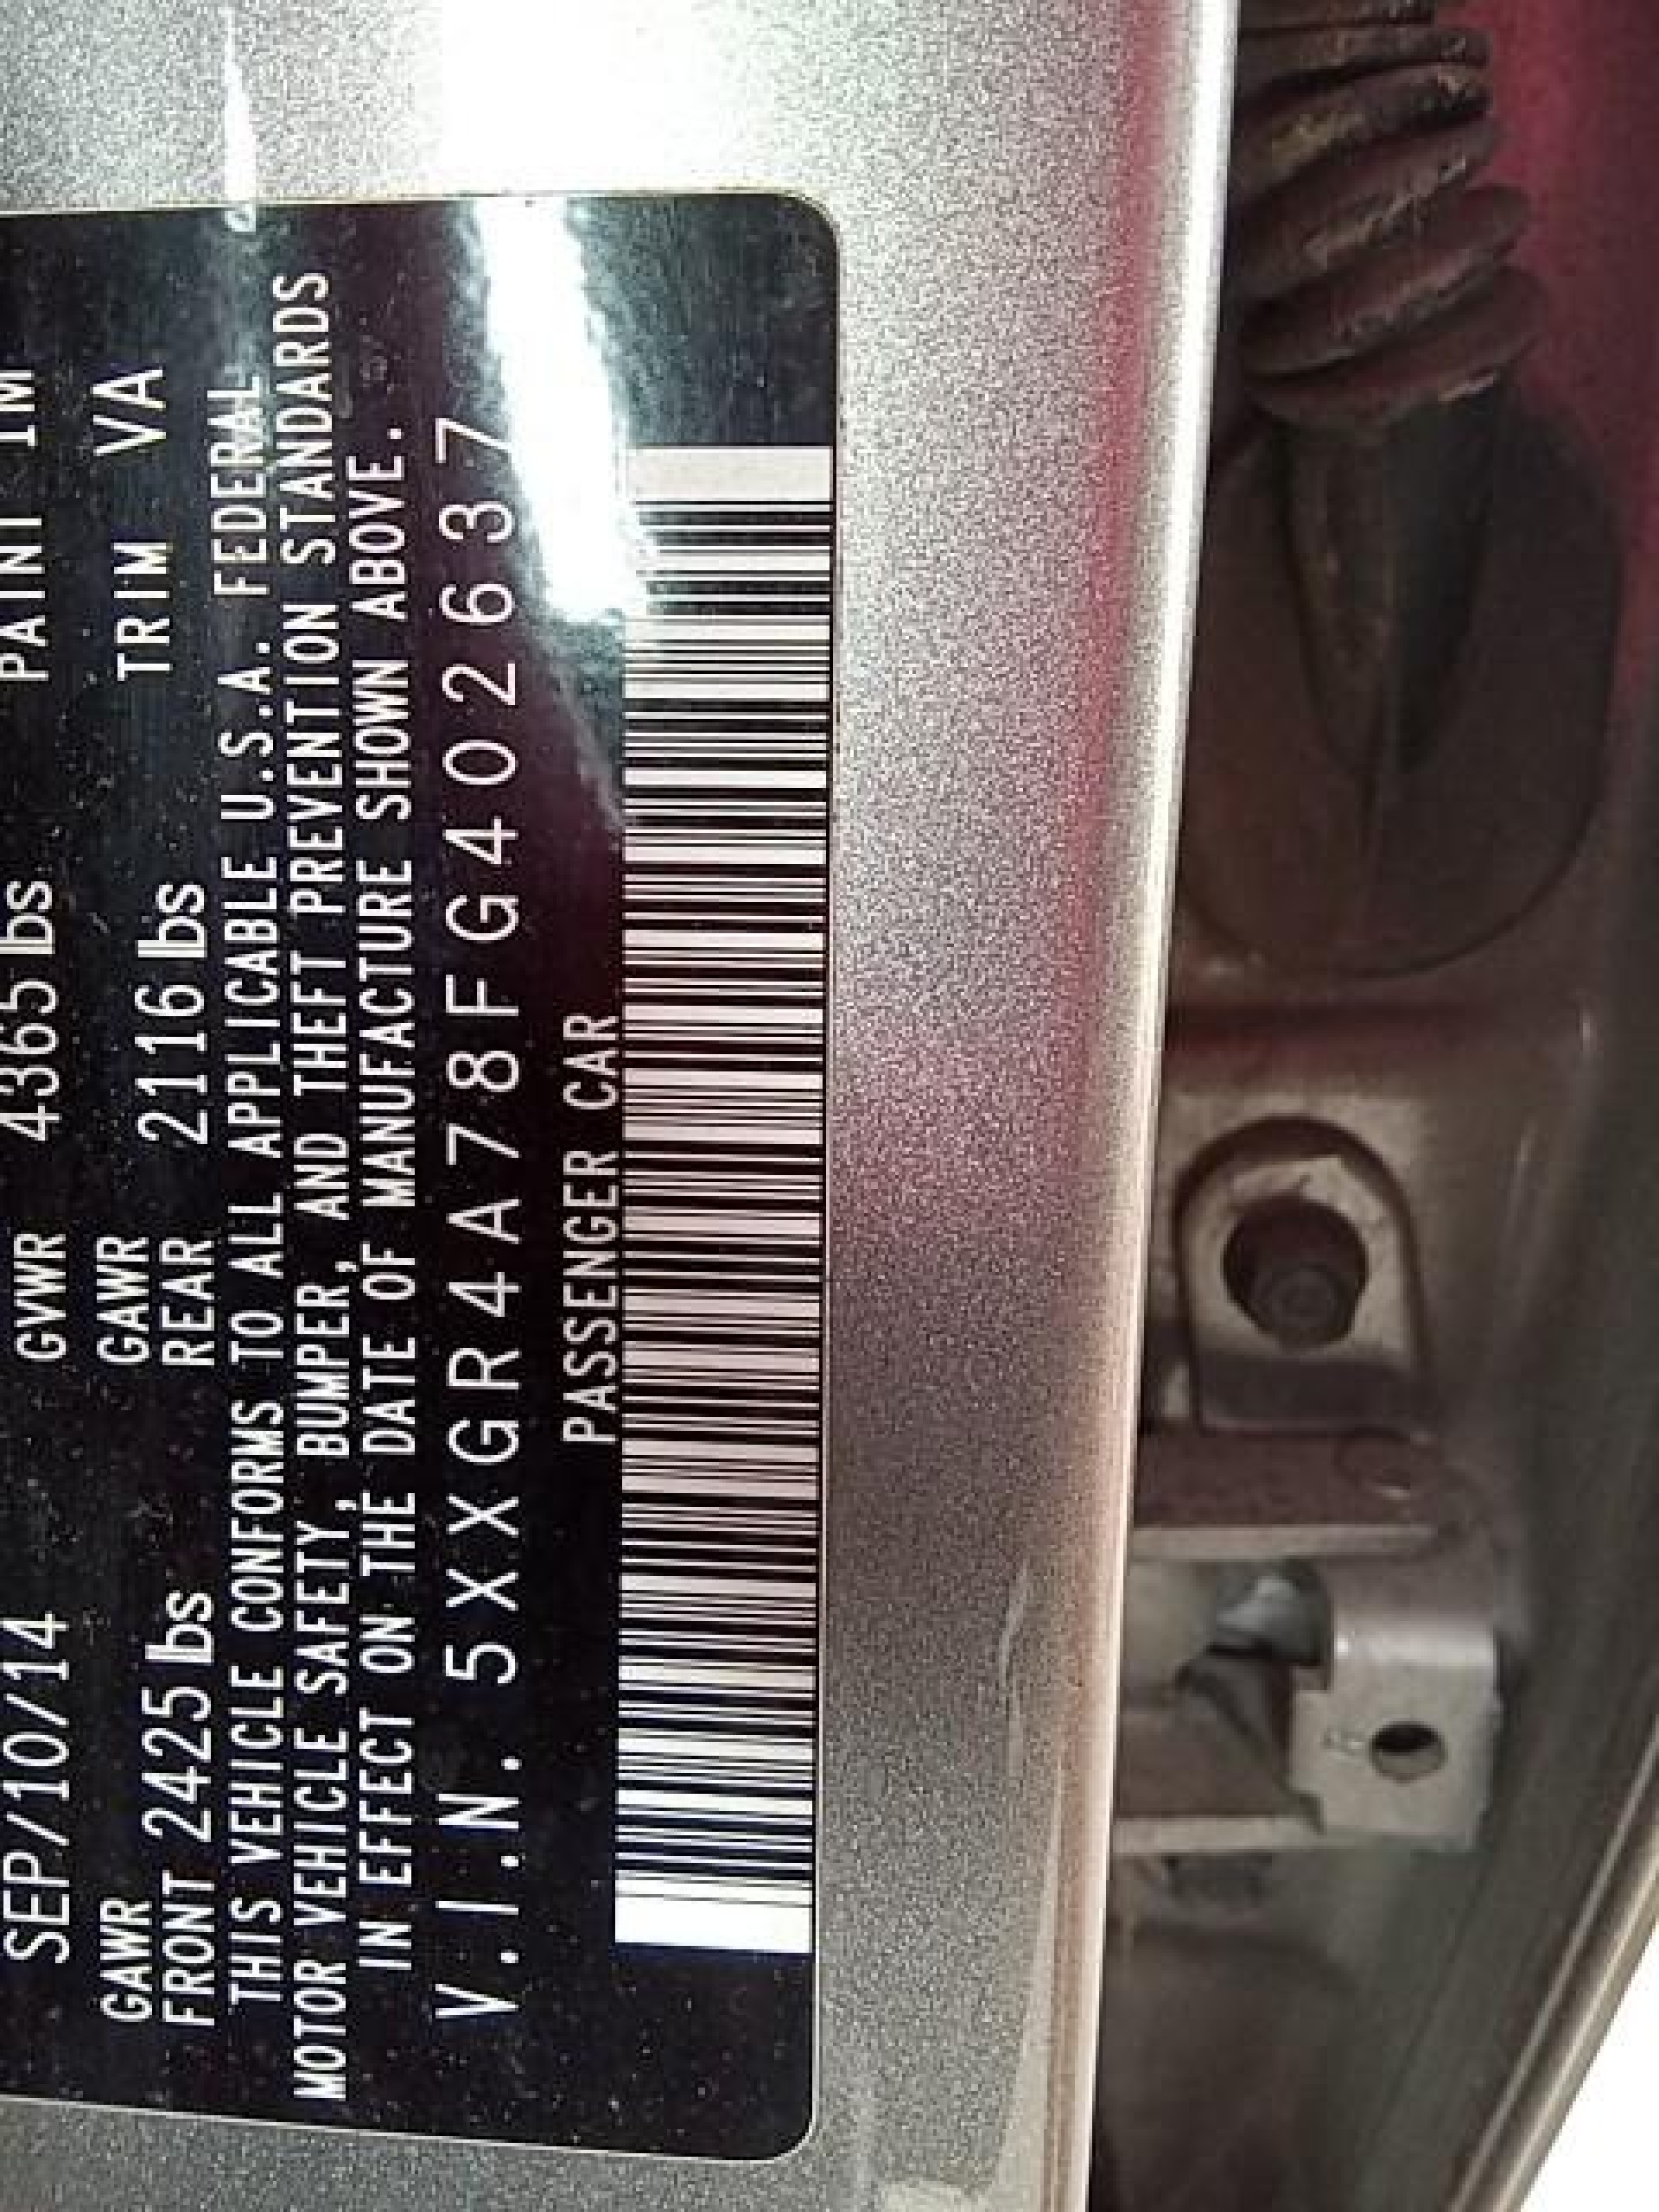 SEP/10/14 GVWR 4365 lbs PAINT 1M
GAWR FRONT 2425 lbs GAWR REAR 2116 lbs TRIM VA
THIS VEHICLE CONFORMS TO ALL APPLICABLE U.S.A. FEDERAL
MOTOR VEHICLE SAFETY, BUMPER, AND THEFT PREVENTION STANDARDS
IN EFFECT ON THE DATE OF MANUFACTURE SHOWN ABOVE.
V.I.N. 5XXGR4A78FG402637
PASSENGER CAR